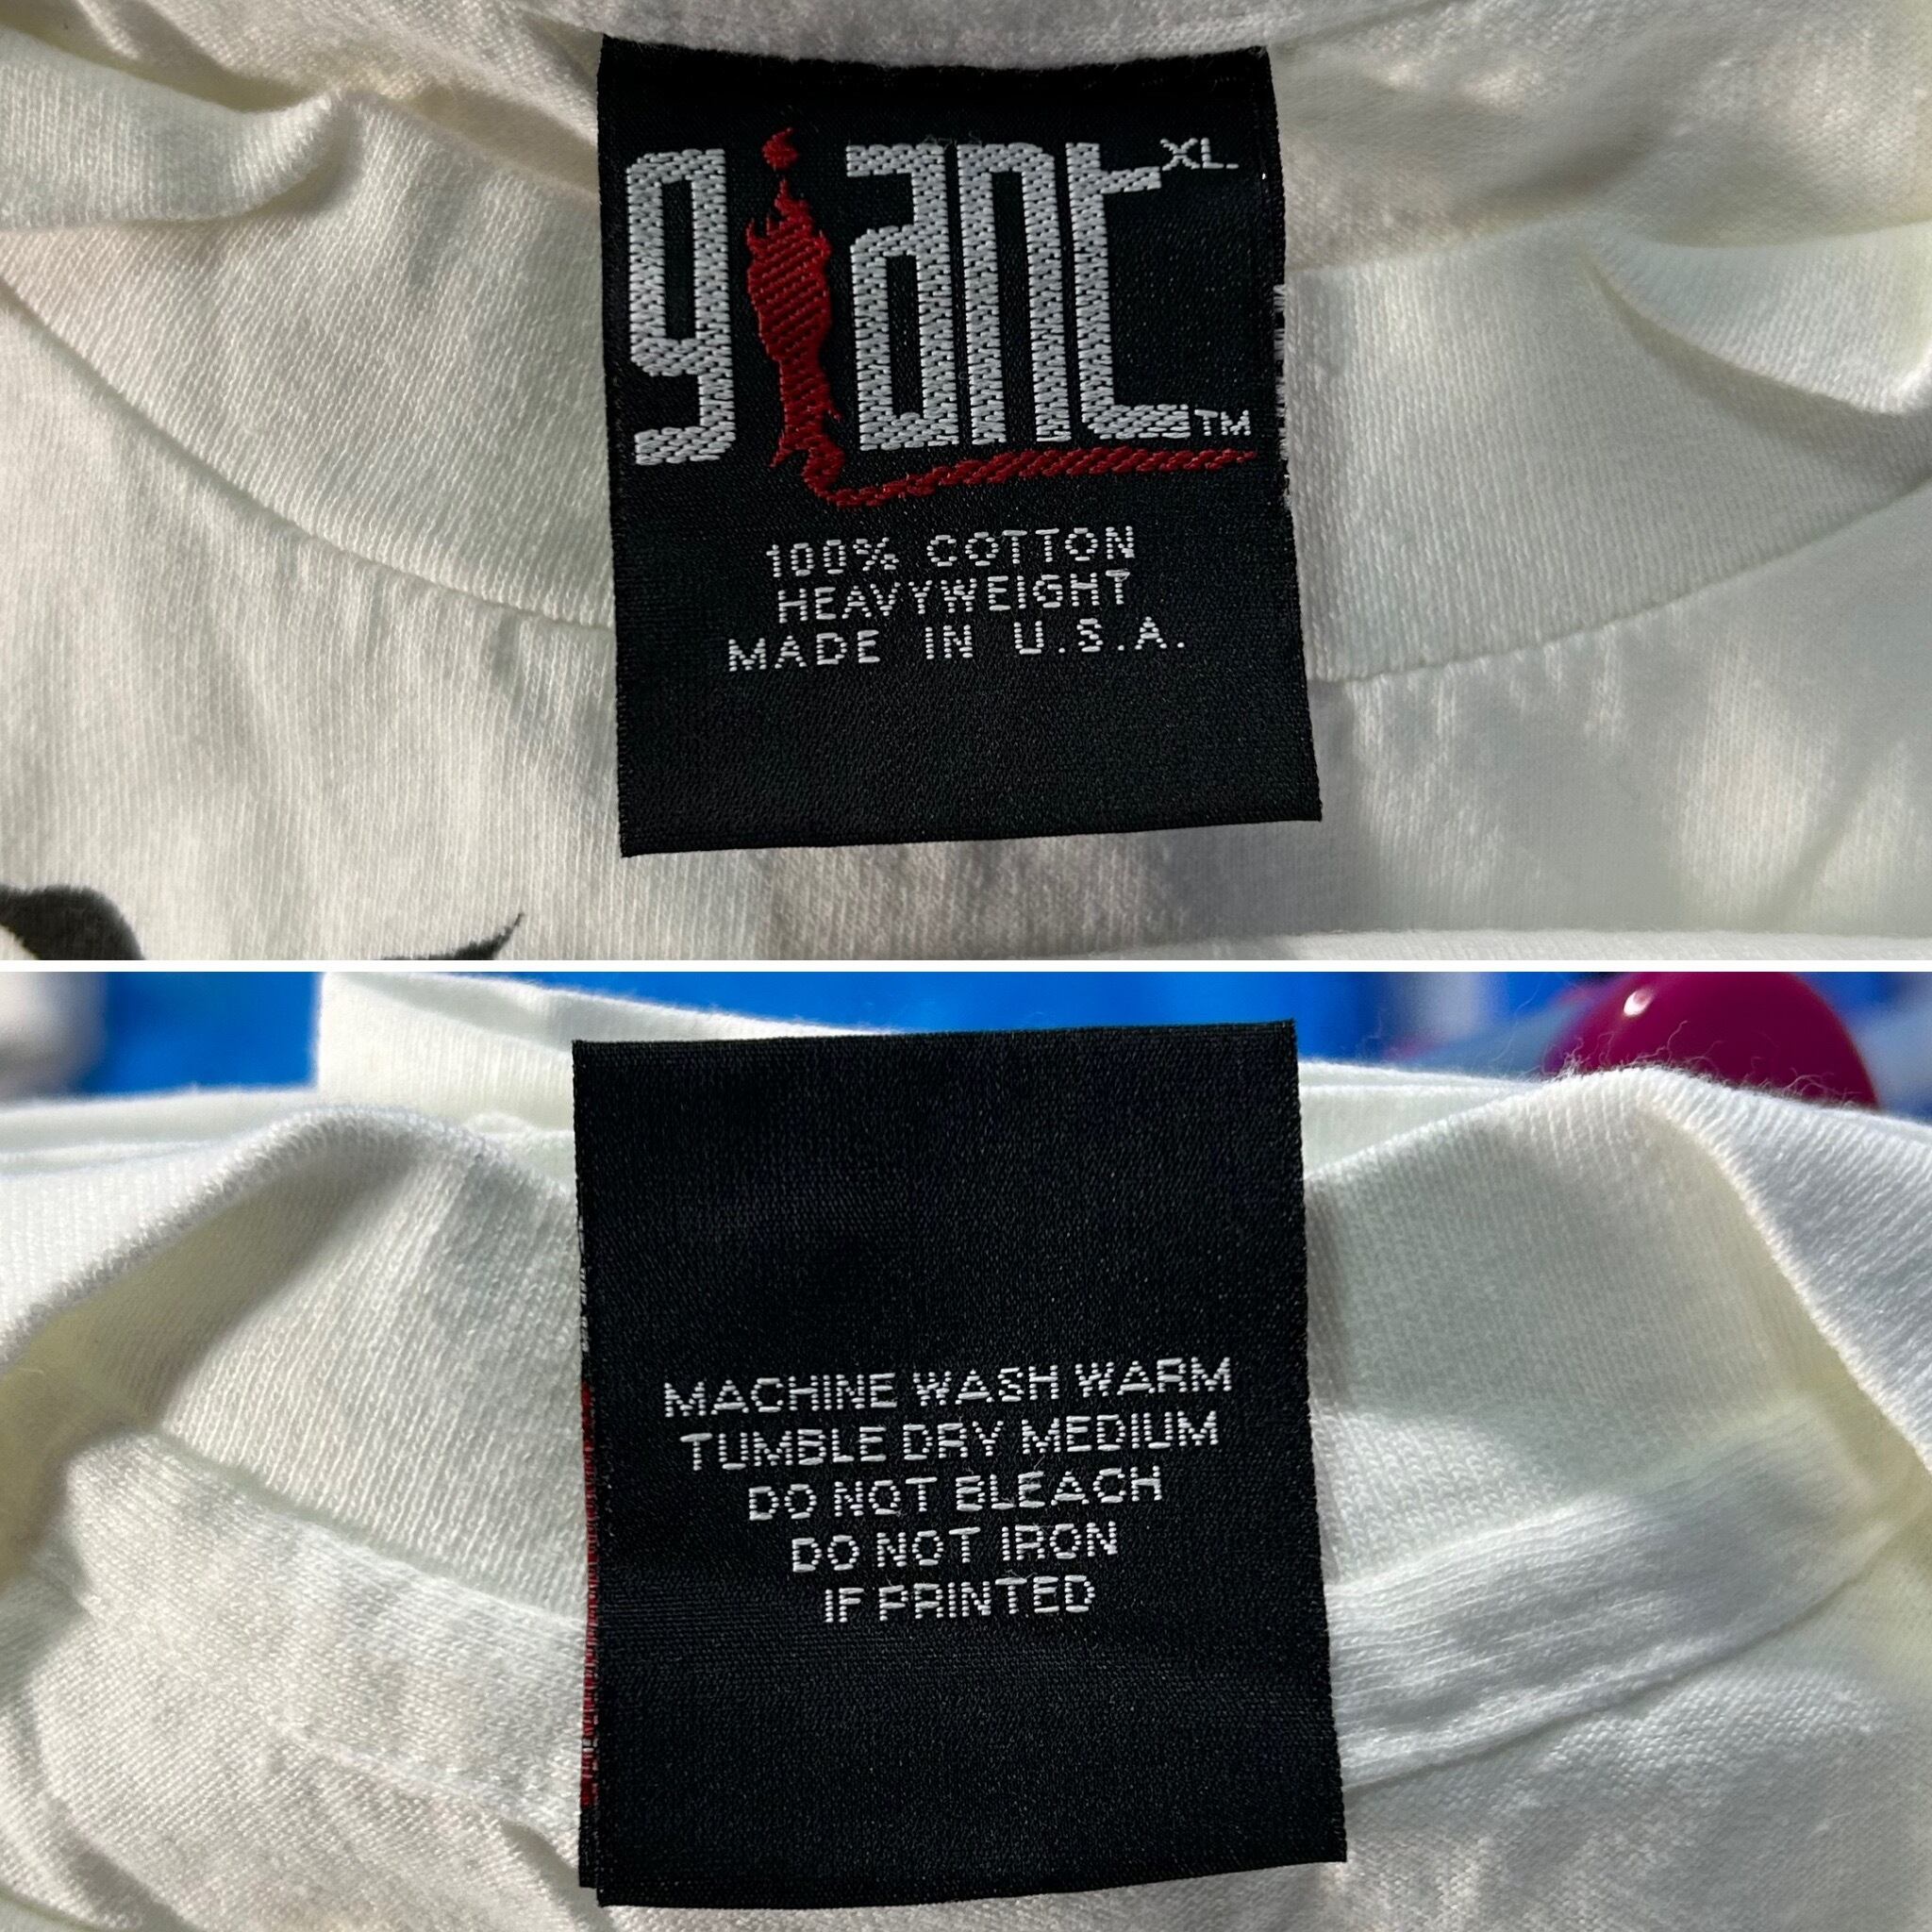 giant XL.
TM
100% COTTON
HEAVYWEIGHT
MADE IN U.S.A.
MACHINE WASH WARM
TUMBLE DRY MEDIUM
DO NOT BLEACH
DO NOT IRON
IF PRINTED